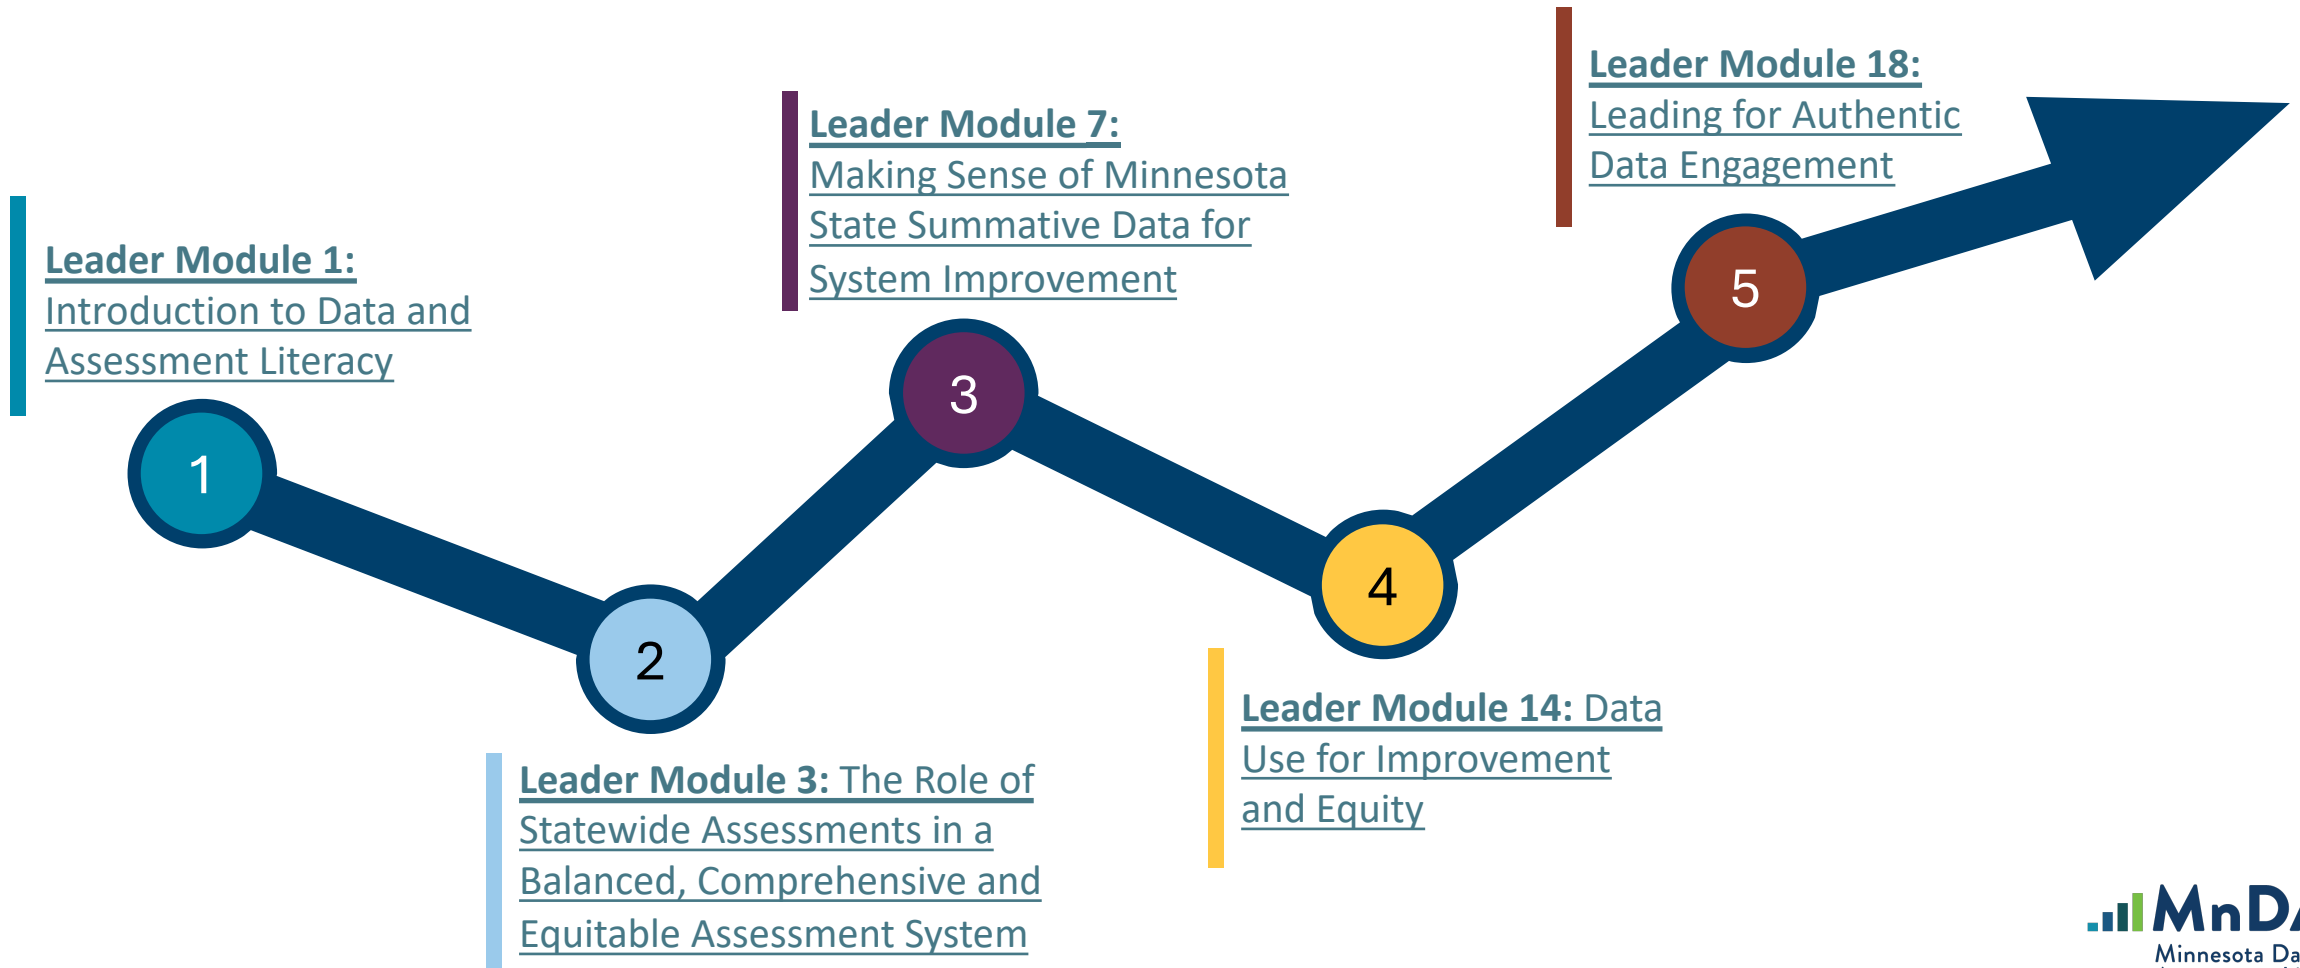 Leader Module 1:
Introduction to Data and
Assessment Literacy
1
Leader Module 3: The Role of
Statewide Assessments in a
Balanced, Comprehensive and
Equitable Assessment System
2
Leader Module 7:
Making Sense of Minnesota
State Summative Data for
System Improvement
3
Leader Module 14: Data
Use for Improvement
and Equity
4
Leader Module 18:
Leading for Authentic
Data Engagement
5
MnD
Minnesota Da